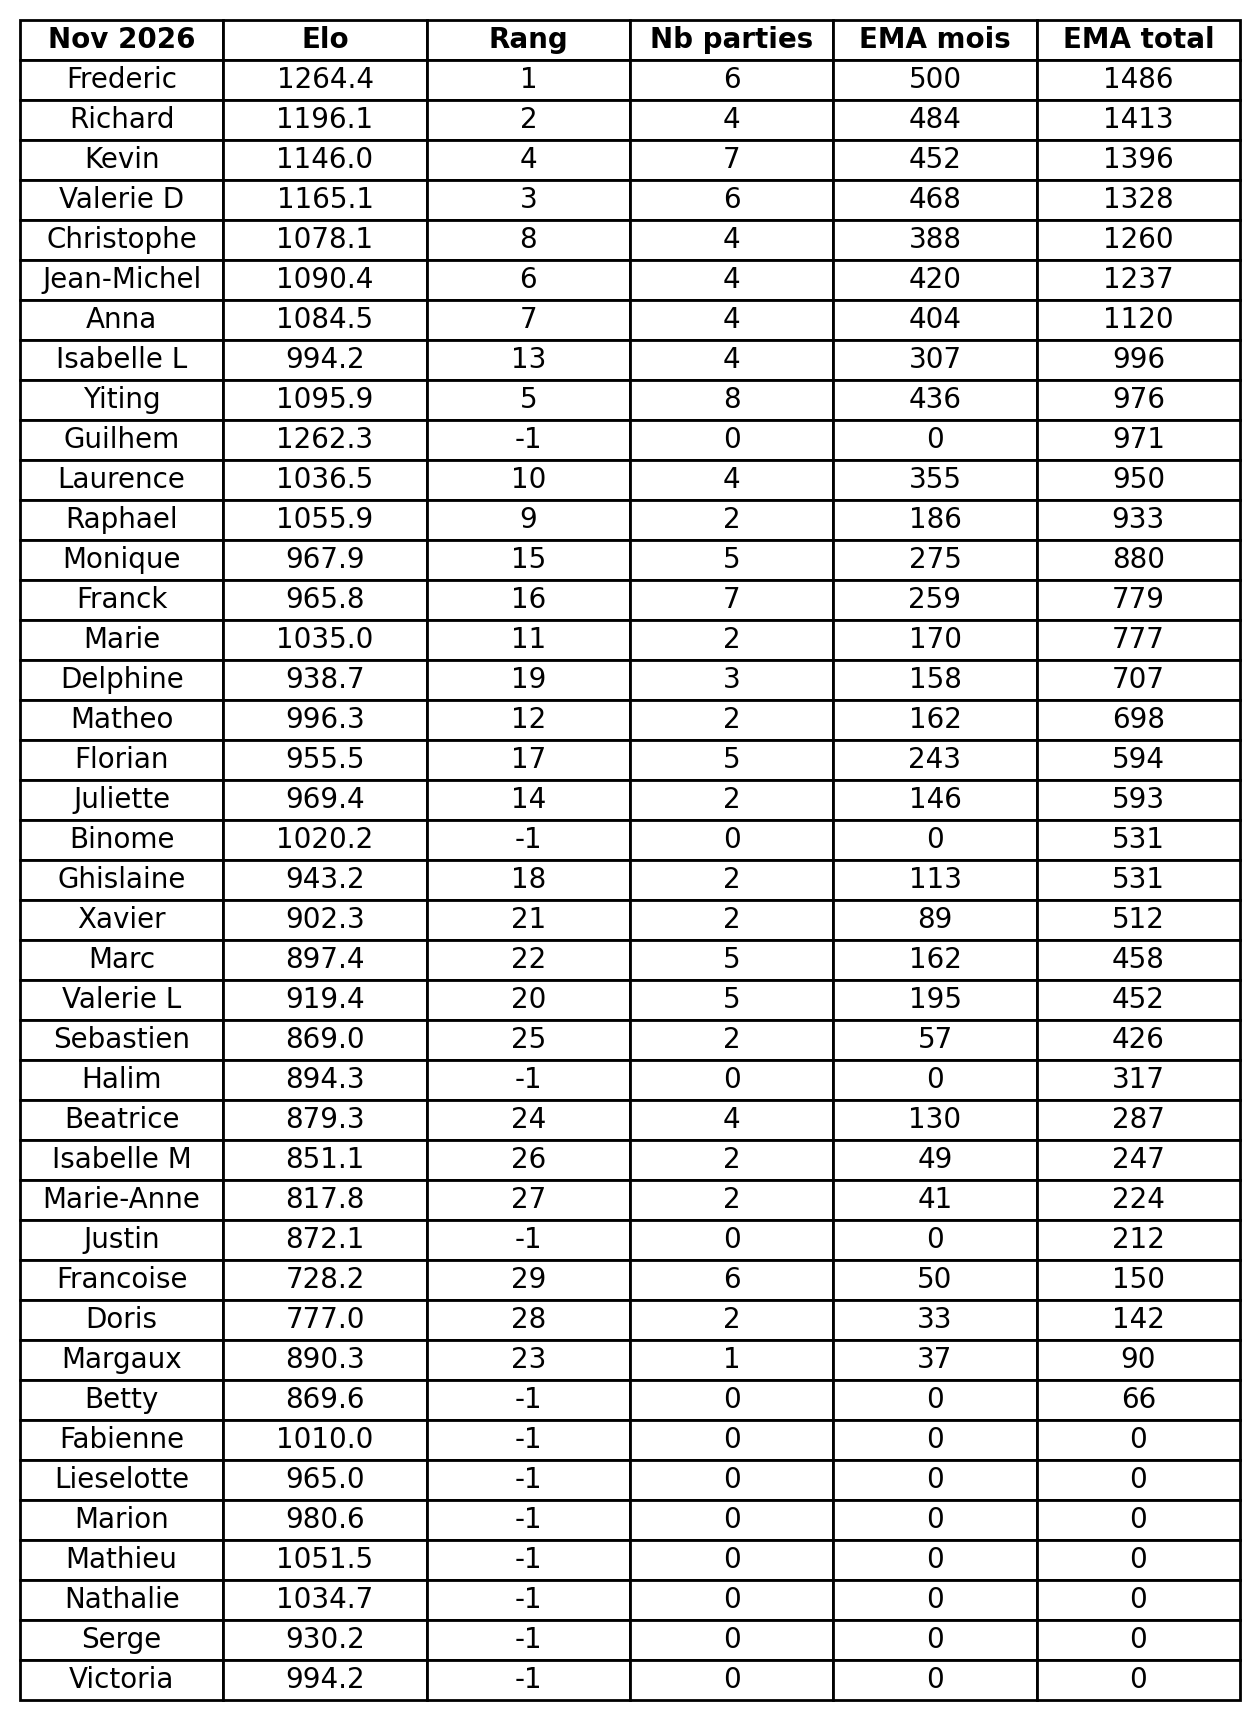 Nov 2026 Elo Rang Nb parties EMA mois EMA total
Frederic 1264.4 1 6 500 1486
Richard 1196.1 2 4 484 1413
Kevin 1146.0 4 7 452 1396
Valerie D 1165.1 3 6 468 1328
Christophe 1078.1 8 4 388 1260
Jean-Michel 1090.4 6 4 420 1237
Anna 1084.5 7 4 404 1120
Isabelle L 994.2 13 4 307 996
Yiting 1095.9 5 8 436 976
Guilhem 1262.3 -1 0 0 971
Laurence 1036.5 10 4 355 950
Raphael 1055.9 9 2 186 933
Monique 967.9 15 5 275 880
Franck 965.8 16 7 259 779
Marie 1035.0 11 2 170 777
Delphine 938.7 19 3 158 707
Matheo 996.3 12 2 162 698
Florian 955.5 17 5 243 594
Juliette 969.4 14 2 146 593
Binome 1020.2 -1 0 0 531
Ghislaine 943.2 18 2 113 531
Xavier 902.3 21 2 89 512
Marc 897.4 22 5 162 458
Valerie L 919.4 20 5 195 452
Sebastien 869.0 25 2 57 426
Halim 894.3 -1 0 0 317
Beatrice 879.3 24 4 130 287
Isabelle M 851.1 26 2 49 247
Marie-Anne 817.8 27 2 41 224
Justin 872.1 -1 0 0 212
Francoise 728.2 29 6 50 150
Doris 777.0 28 2 33 142
Margaux 890.3 23 1 37 90
Betty 869.6 -1 0 0 66
Fabienne 1010.0 -1 0 0 0
Lieselotte 965.0 -1 0 0 0
Marion 980.6 -1 0 0 0
Mathieu 1051.5 -1 0 0 0
Nathalie 1034.7 -1 0 0 0
Serge 930.2 -1 0 0 0
Victoria 994.2 -1 0 0 0